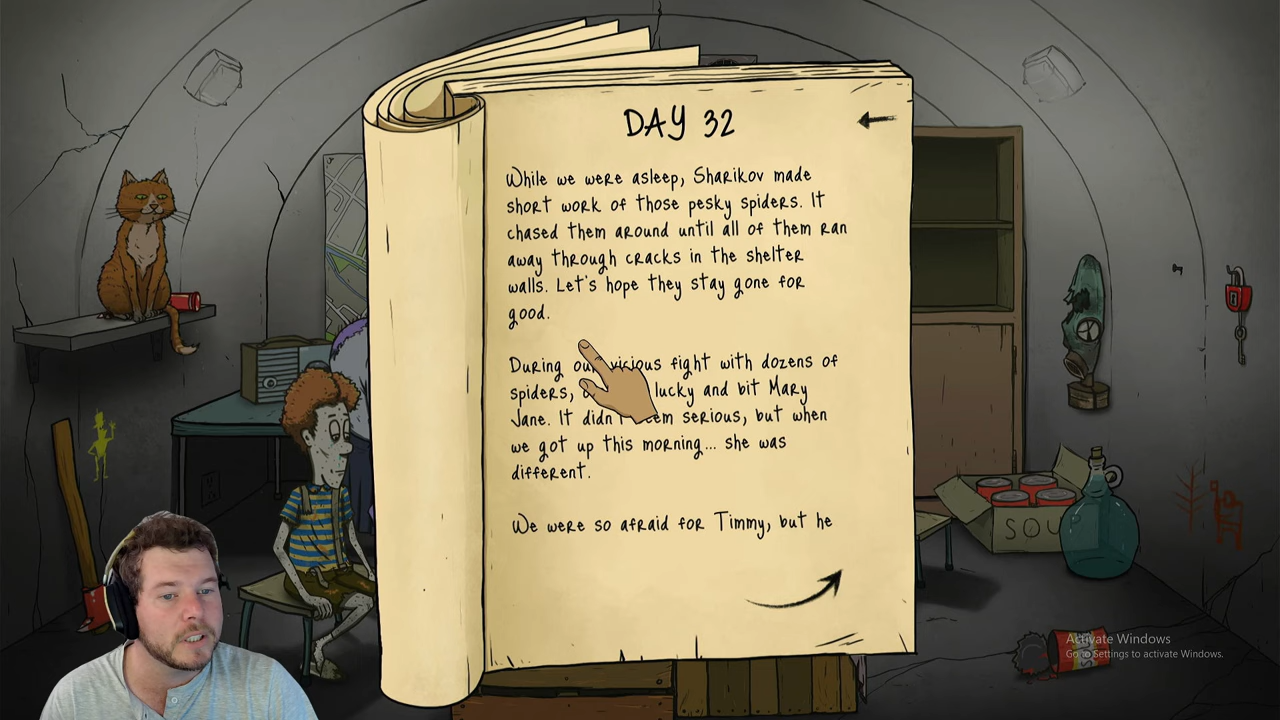 DAY 32
While we were asleep, Sharikov made
short work of those pesky spiders. It
chased them around until all of them ran
away through cracks in the shelter
walls. Let's hope they stay gone for
good.
During vicious fight with dozens of
spiders, lucky and bit Mary
Jane. It serious, but when
we got up this morning... she was
different.
We were so afraid for Timmy, but he
SOU
Activate Windows
Go to Settings to activate Windows.